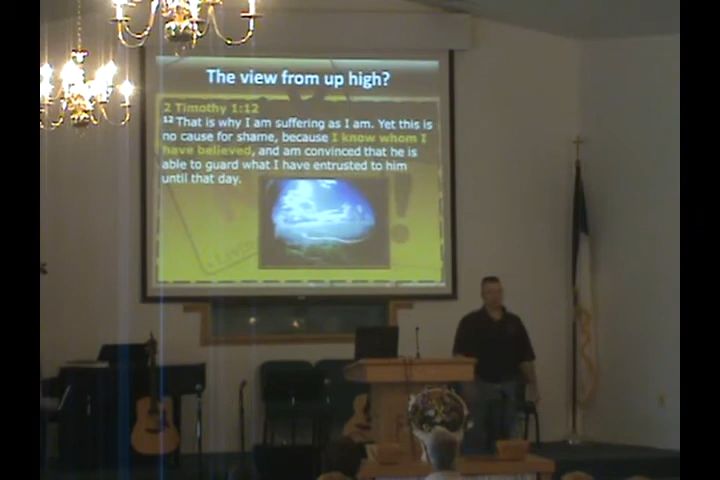 The view from up high?
2 Timothy 1:12
12 That is why I am suffering as I am. Yet this is
no cause for shame, because I know whom I
have believed, and am convinced that he is
able to guard what I have entrusted to him
until that day.